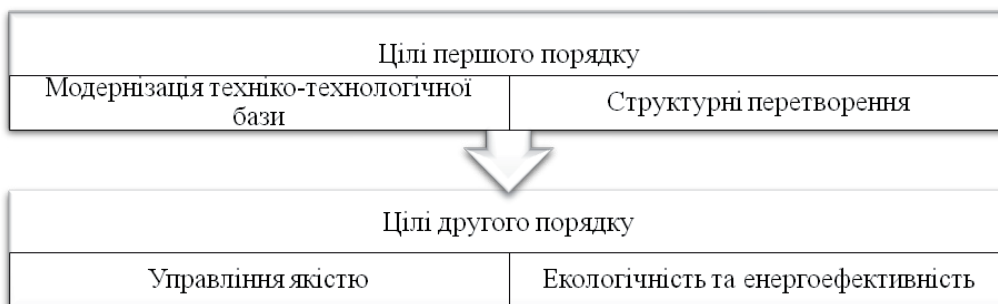 Цілі першого порядку
Модернізація техніко-технологічної
бази
Структурні перетворення
Цілі другого порядку
Управління якістю
Екологічність та енергоефективність